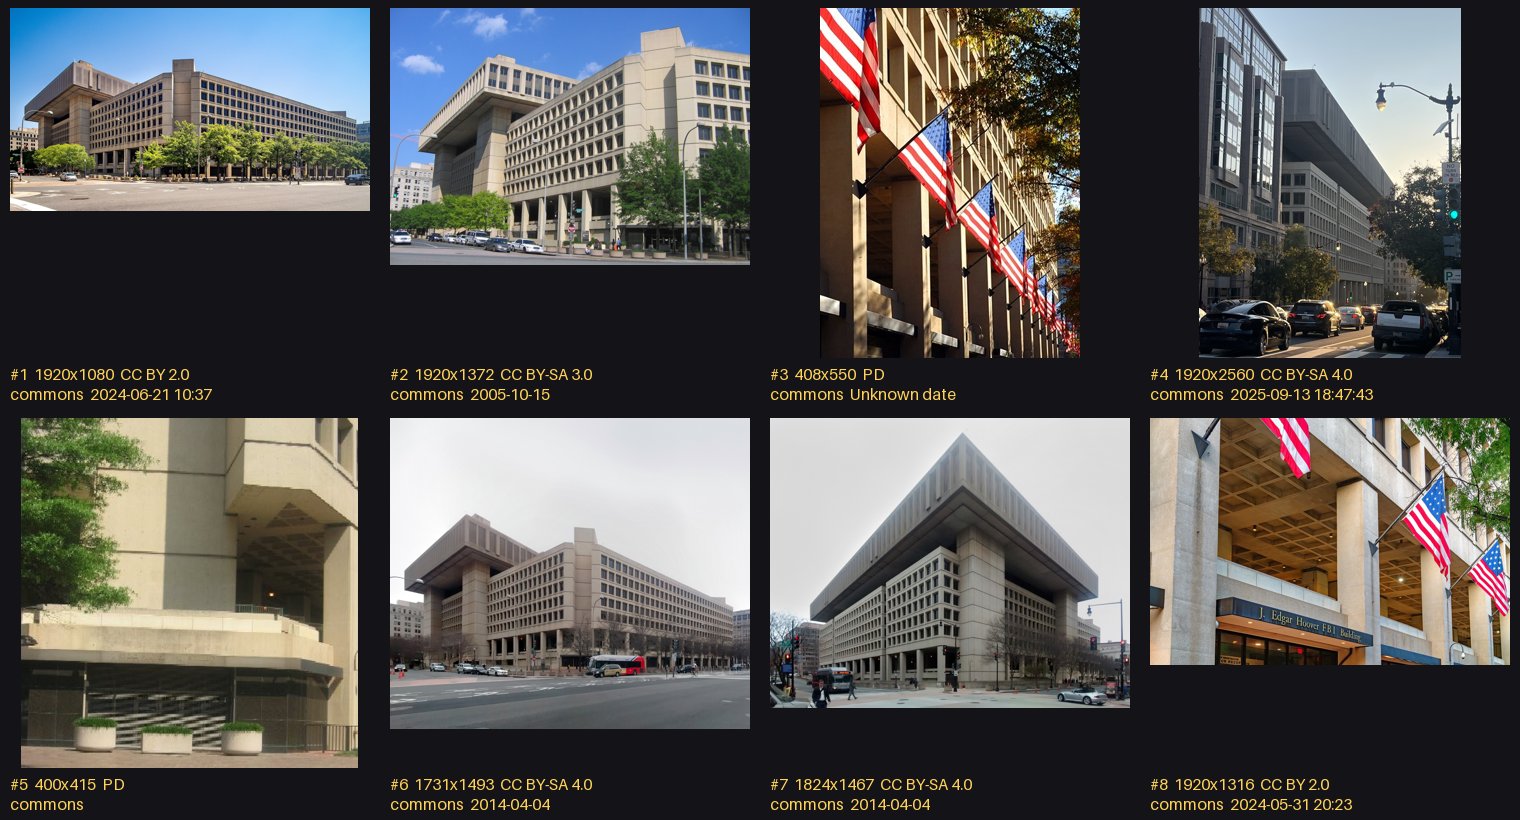 #1 1920x1080 CC BY 2.0
commons 2024-06-21 10:37
#2 1920x1372 CC BY-SA 3.0
commons 2005-10-15
#3 408x550 PD
commons Unknown date
#4 1920x2560 CC BY-SA 4.0
commons 2025-09-13 18:47:43
J. Edgar Hoover F.B.I. Building
#5 400x415 PD
commons
#6 1731x1493 CC BY-SA 4.0
commons 2014-04-04
#7 1824x1467 CC BY-SA 4.0
commons 2014-04-04
#8 1920x1316 CC BY 2.0
commons 2024-05-31 20:23